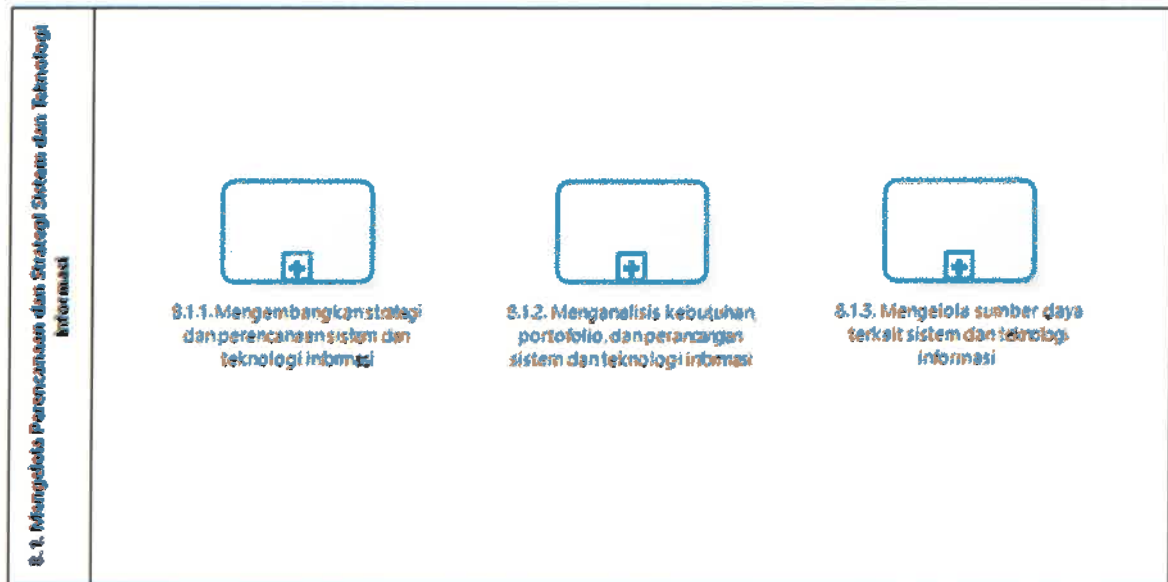 8.1. Mengelola Perencanaan dan Strategi Sistem dan Teknologi
Informasi
8.1.1. Mengembangkan strategi
dan perencanaan sistem dan
teknologi informasi
8.1.2. Menganalisis kebutuhan,
portofolio, dan perancangan
sistem dan teknologi informasi
8.1.3. Mengelola sumber daya
terkait sistem dan teknologi
informasi